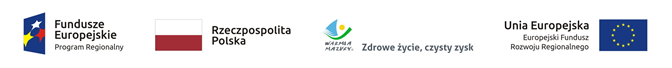 Fundusze
Europejskie
Program Regionalny
Rzeczpospolita
Polska
WARMIA
MAZURY
Zdrowe życie, czysty zysk
Unia Europejska
Europejski Fundusz
Rozwoju Regionalnego